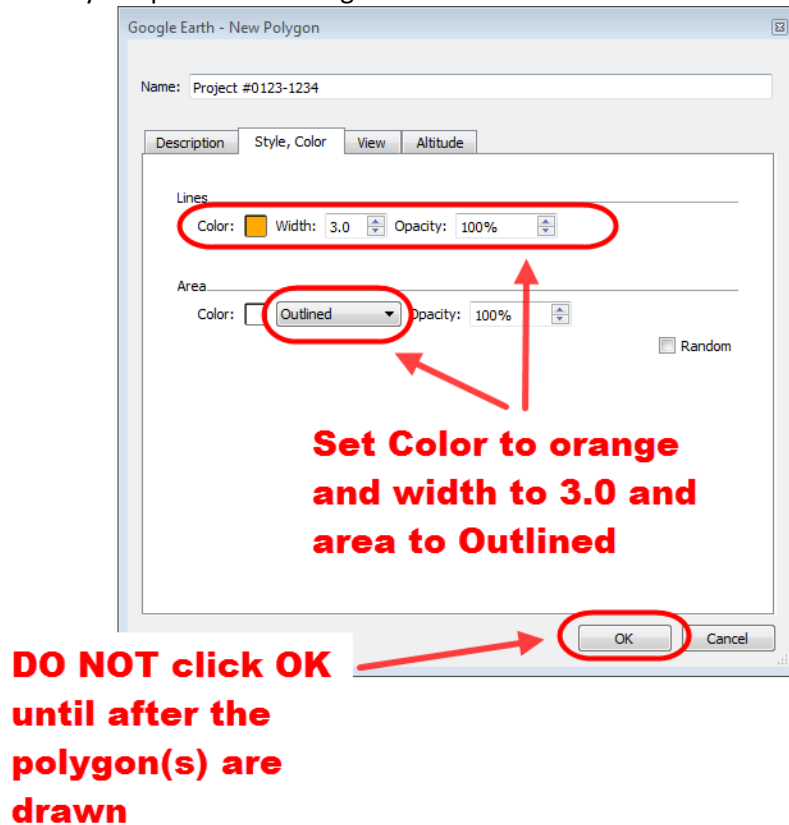 Google Earth - New Polygon
Name: Project #0123-1234
Description Style, Color View Altitude
Lines
Color: Width: 3.0 Opacity: 100%
Area
Color: Outlined Opacity: 100%
Random
Set Color to orange
and width to 3.0 and
area to Outlined
OK Cancel
DO NOT click OK
until after the
polygon(s) are
drawn